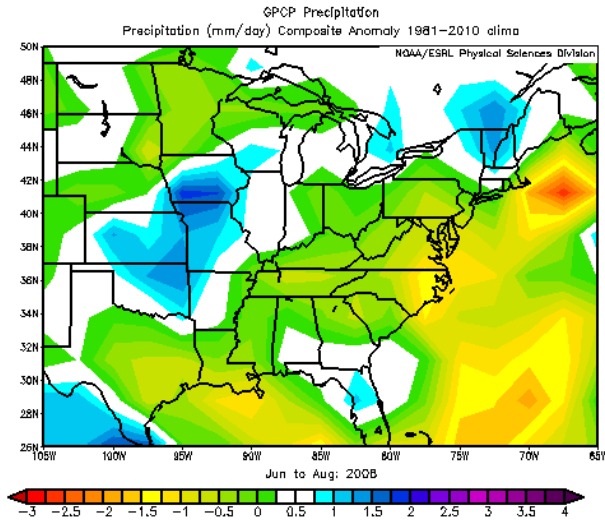 GPCP Precipitation
Precipitation (mm/day) Composite Anomaly 1981-2010 climo
NOAA/ESRL Physical Sciences Division
50N
48N
46N
44N
42N
40N
38N
36N
34N
32N
30N
28N
26N
105W 100W 95W 90W 85W 80W 75W 70W 65W
Jun to Aug: 2008
-3 -2.5 -2 -1.5 -1 -0.5 0 0.5 1 1.5 2 2.5 3 3.5 4